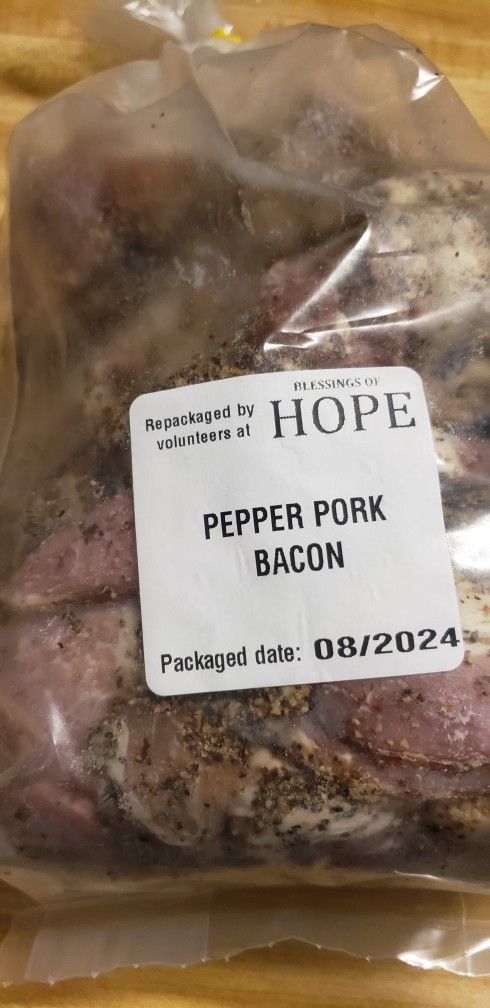 Repackaged by
volunteers at
BLESSINGS OF
HOPE
PEPPER PORK
BACON
Packaged date: 08/2024